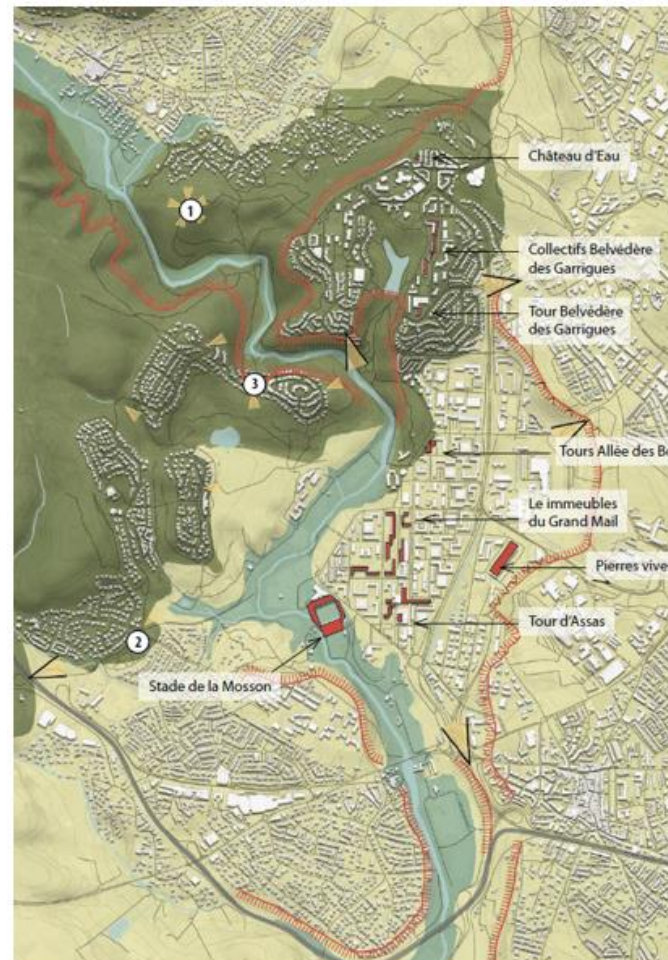 Château d'Eau
1
Collectifs Belvédère
des Garrigues
Tour Belvédère
des Garrigues
3
Tours Allée des
Le immeubles
du Grand Mail
Pierres vive
Tour d'Assas
2
Stade de la Mosson